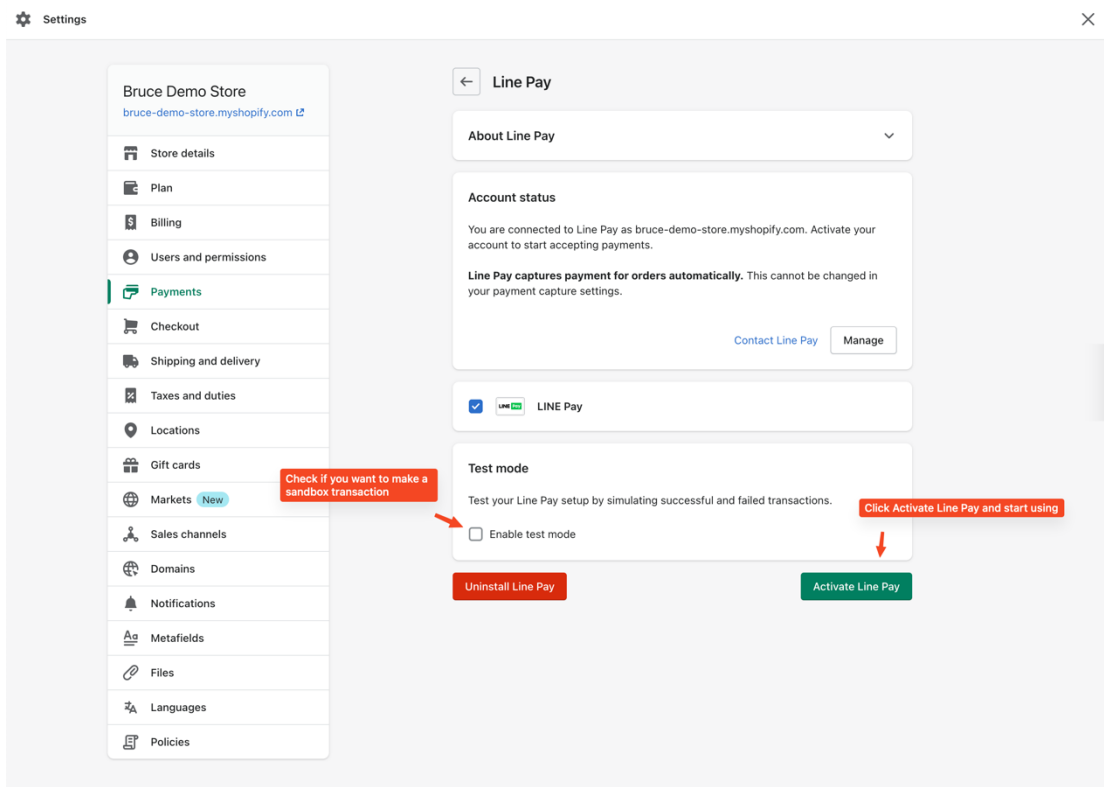 Settings
Bruce Demo Store
bruce-demo-store.myshopify.com
Store details
Plan
Billing
Users and permissions
Payments
Checkout
Shipping and delivery
Taxes and duties
Locations
Gift cards
Markets New
Sales channels
Domains
Notifications
Metafields
Files
Languages
Policies
Line Pay
About Line Pay
Account status
You are connected to Line Pay as bruce-demo-store.myshopify.com. Activate your
account to start accepting payments.
Line Pay captures payment for orders automatically. This cannot be changed in
your payment capture settings.
Contact Line Pay Manage
LINE Pay LINE Pay
Test mode
Test your Line Pay setup by simulating successful and failed transactions.
Check if you want to make a
sandbox transaction
Enable test mode
Click Activate Line Pay and start using
Uninstall Line Pay Activate Line Pay